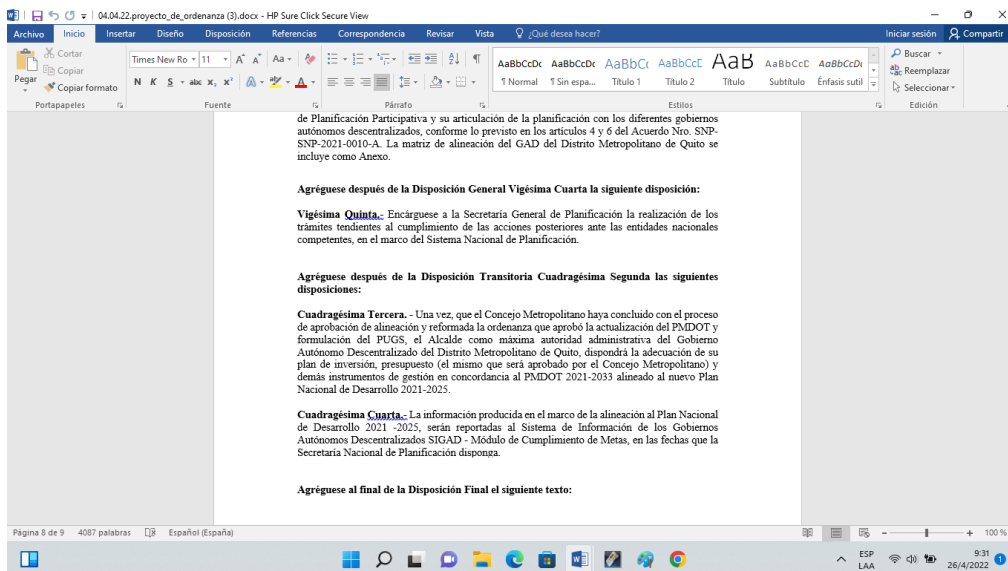 04.04.22.proyecto_de_ordenanza (3).docx - HP Sure Click Secure View
Archivo Inicio Insertar Diseño Disposición Referencias Correspondencia Revisar Vista ¿Qué desea hacer? Iniciar sesión Compartir
Pegar
Cortar
Copiar
Copiar formato
Portapapeles
Times New Ro 11
N K S abc x₂ x²
Fuente
Párrafo
AaBbCcDc AaBbCcDc AaBbCc AaBbCcE AaB AaBbCcD AaBbCcDt
¶ Normal ¶ Sin espa... Título 1 Título 2 Título Subtítulo Énfasis sutil
Estilos
Buscar
Reemplazar
Seleccionar
Edición
de Planificación Participativa y su articulación de la planificación con los diferentes gobiernos
autónomos descentralizados, conforme lo previsto en los artículos 4 y 6 del Acuerdo Nro. SNP-
SNP-2021-0010-A. La matriz de alineación del GAD del Distrito Metropolitano de Quito se
incluye como Anexo.
Agréguese después de la Disposición General Vigésima Cuarta la siguiente disposición:
Vigésima Quinta.- Encárguese a la Secretaría General de Planificación la realización de los
trámites tendientes al cumplimiento de las acciones posteriores ante las entidades nacionales
competentes, en el marco del Sistema Nacional de Planificación.
Agréguese después de la Disposición Transitoria Cuadragésima Segunda las siguientes
disposiciones:
Cuadragésima Tercera. - Una vez, que el Concejo Metropolitano haya concluido con el proceso
de aprobación de alineación y reformada la ordenanza que aprobó la actualización del PMDOT y
formulación del PUGS, el Alcalde como máxima autoridad administrativa del Gobierno
Autónomo Descentralizado del Distrito Metropolitano de Quito, dispondrá la adecuación de su
plan de inversión, presupuesto (el mismo que será aprobado por el Concejo Metropolitano) y
demás instrumentos de gestión en concordancia al PMDOT 2021-2033 alineado al nuevo Plan
Nacional de Desarrollo 2021-2025.
Cuadragésima Cuarta.- La información producida en el marco de la alineación al Plan Nacional
de Desarrollo 2021 -2025, serán reportadas al Sistema de Información de los Gobiernos
Autónomos Descentralizados SIGAD - Módulo de Cumplimiento de Metas, en las fechas que la
Secretaría Nacional de Planificación disponga.
Agréguese al final de la Disposición Final el siguiente texto:
Página 8 de 9 4087 palabras Español (España) 100 %
ESP
LAA
9:31
26/4/2022
1